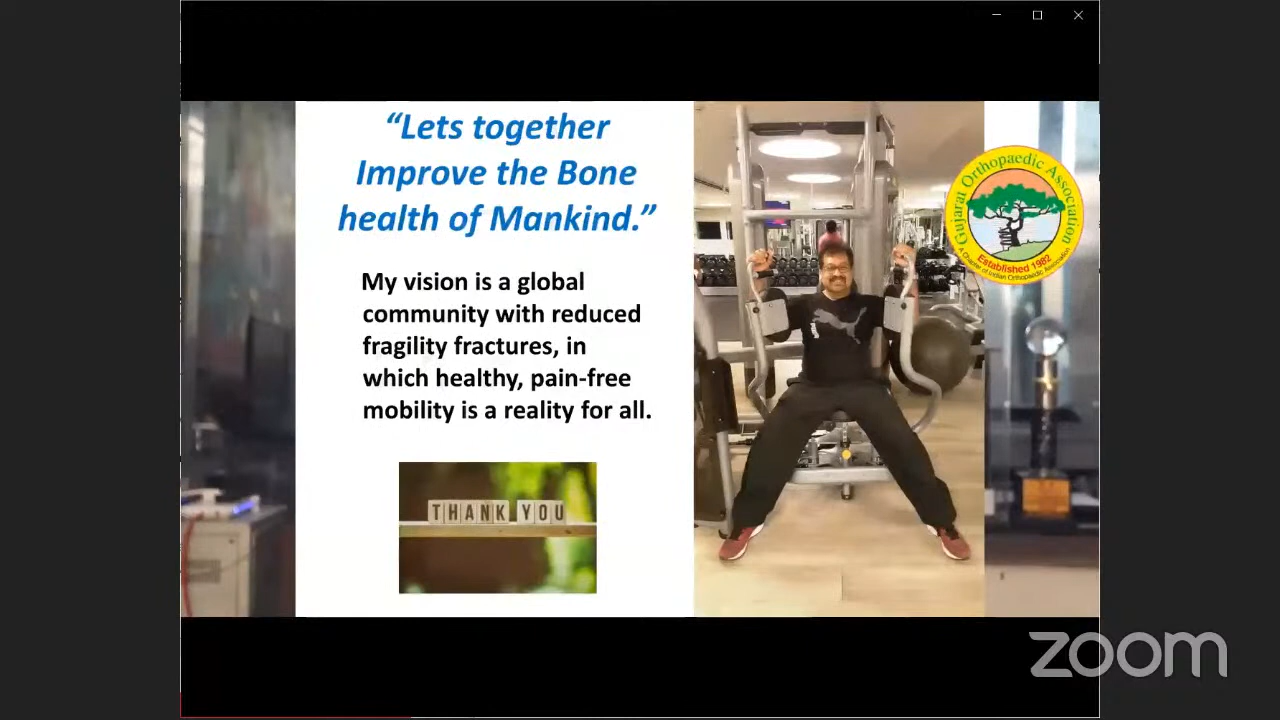 “Lets together
Improve the Bone
health of Mankind.”
My vision is a global
community with reduced
fragility fractures, in
which healthy, pain-free
mobility is a reality for all.
THANK YOU
Gujarat Orthopaedic Association
Established 1982
A Chapter of Indian Orthopaedic Association
zoom